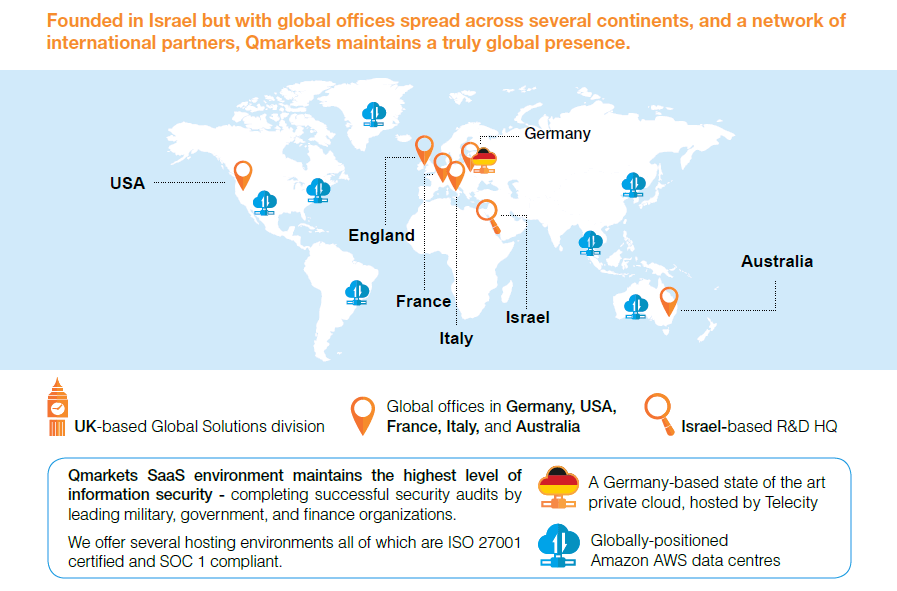 Founded in Israel but with global offices spread across several continents, and a network of
international partners, Qmarkets maintains a truly global presence.
Germany
USA
England
Australia
France
Israel
Italy
UK-based Global Solutions division
Global offices in Germany, USA,
France, Italy, and Australia
Israel-based R&D HQ
Qmarkets SaaS environment maintains the highest level of
information security - completing successful security audits by
leading military, government, and finance organizations.
We offer several hosting environments all of which are ISO 27001
certified and SOC 1 compliant.
A Germany-based state of the art
private cloud, hosted by Telecity
Globally-positioned
Amazon AWS data centres